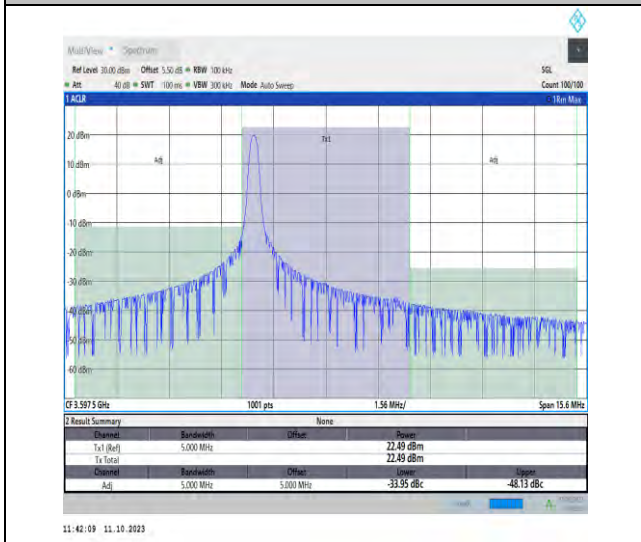 MultiView Spectrum
Ref Level 30.00 dBm Offset 5.50 dB RBW 100 kHz SGL
Att 40 dB SWT 100 ms VBW 300 kHz Mode Auto Sweep Count 100/100
1 ACLR 1Rm Max
20 dBm
Tx1
10 dBm Adj Adj
0 dBm
-10 dBm
-20 dBm
-30 dBm
-40 dBm
-50 dBm
-60 dBm
CF 3.5975 GHz 1001 pts 1.56 MHz/ Span 15.6 MHz
2 Result Summary None
Channel Bandwidth Offset Power
Tx1 (Ref) 5.000 MHz 22.49 dBm
Tx Total 22.49 dBm
Channel Bandwidth Offset Lower Upper
Adj 5.000 MHz 5.000 MHz -33.95 dBc -48.13 dBc
11:42:09 11.10.2023